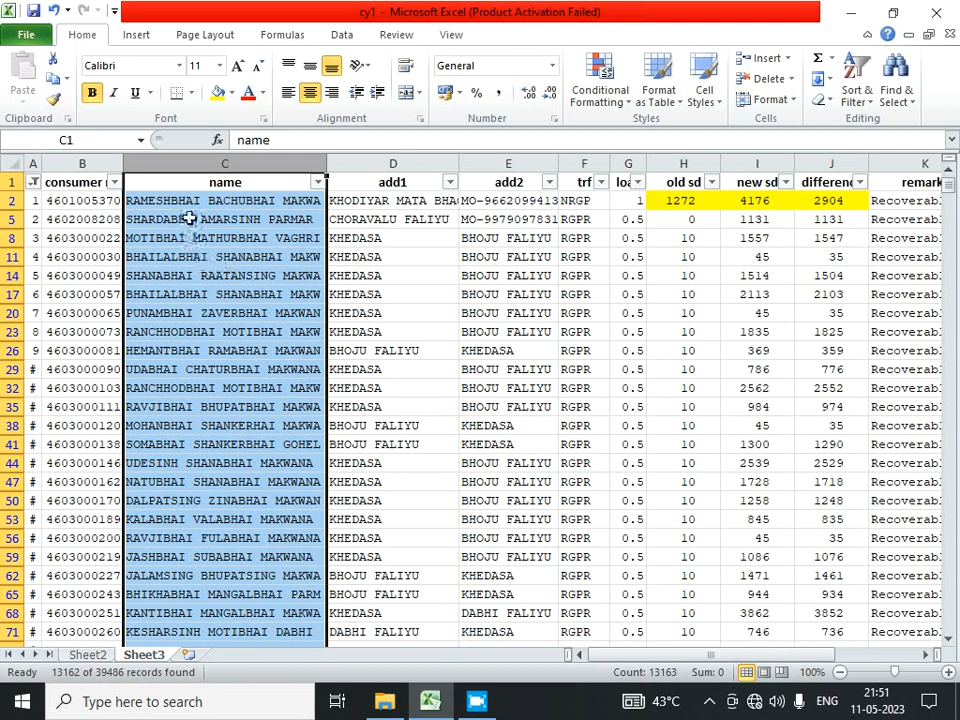 cy1 - Microsoft Excel (Product Activation Failed)
File Home Insert Page Layout Formulas Data Review View
Paste Calibri 11 General Conditional Formatting Format as Table Cell Styles Insert Delete Format Sort & Filter Find & Select
Clipboard Font Alignment Number Styles Cells Editing
C1 fx name
A B C D E F G H I J K
1 consumer name add1 add2 trf loa old sd new sd differenc remark
2 1 4601005370 RAMESHBHAI BACHUBHAI MAKWA KHODIYAR MATA BHA MO-9662099413 NRGP 1 1272 4176 2904 Recoverab
5 2 4602008208 SHARDAB AMARSINH PARMAR CHORAVALU FALIYU MO-9979097831 RGPR 0.5 0 1131 1131 Recoverab
8 3 4603000022 MOTIBHAI MATHURBHAI VAGHRI KHEDASA BHOJU FALIYU RGPR 0.5 10 1557 1547 Recoverab
11 4 4603000030 BHAILALBHAI SHANABHAI MAKW KHEDASA BHOJU FALIYU RGPR 0.5 10 45 35 Recoverab
14 5 4603000049 SHANABHAI RAATANSING MAKWA KHEDASA BHOJU FALIYU RGPR 0.5 10 1514 1504 Recoverab
17 6 4603000057 BHAILALBHAI SHANABHAI MAKW KHEDASA BHOJU FALIYU RGPR 0.5 10 2113 2103 Recoverab
20 7 4603000065 PUNAMBHAI ZAVERBHAI MAKWAN KHEDASA BHOJU FALIYU RGPR 0.5 10 45 35 Recoverab
23 8 4603000073 RANCHHODBHAI MOTIBHAI MAKW KHEDASA BHOJU FALIYU RGPR 0.5 10 1835 1825 Recoverab
26 9 4603000081 HEMANTBHAI RAMABHAI MAKWAN BHOJU FALIYU KHEDASA RGPR 0.5 10 369 359 Recoverab
29 # 4603000090 UDABHAI CHATURBHAI MAKWANA KHEDASA BHOJU FALIYU RGPR 0.5 10 786 776 Recoverab
32 # 4603000103 RANCHHODBHAI MOTIBHAI MAKW KHEDASA BHOJU FALIYU RGPR 0.5 10 2562 2552 Recoverab
35 # 4603000111 RAVJIBHAI BHUPATBHAI MAKWA KHEDASA BHOJU FALIYU RGPR 0.5 10 984 974 Recoverab
38 # 4603000120 MOHANBHAI SHANKERBHAI MAKW BHOJU FALIYU KHEDASA RGPR 0.5 10 45 35 Recoverab
41 # 4603000138 SOMABHAI SHANKERBHAI GOHEL BHOJU FALIYU KHEDASA RGPR 0.5 10 1300 1290 Recoverab
44 # 4603000146 UDESINH SHANABHAI MAKWANA KHEDASA BHOJU FALIYU RGPR 0.5 10 2539 2529 Recoverab
47 # 4603000162 NATUBHAI SHANABHAI MAKWANA KHEDASA BHOJU FALIYU RGPR 0.5 10 1728 1718 Recoverab
50 # 4603000170 DALPATSING ZINABHAI MAKWAN KHEDASA BHOJU FALIYU RGPR 0.5 10 1258 1248 Recoverab
53 # 4603000189 KALABHAI VALABHAI MAKWANA KHEDASA BHOJU FALIYU RGPR 0.5 10 845 835 Recoverab
56 # 4603000200 RAVJIBHAI FULABHAI MAKWANA KHEDASA BHOJU FALIYU RGPR 0.5 10 45 35 Recoverab
59 # 4603000219 JASHBHAI SUBABHAI MAKWANA KHEDASA BHOJU FALIYU RGPR 0.5 10 1086 1076 Recoverab
62 # 4603000227 JALAMSING BHUPATSING MAKWA BHOJU FALIYU KHEDASA RGPR 0.5 10 1471 1461 Recoverab
65 # 4603000243 BHIKHABHAI MANGALBHAI PARM BHOJU FALIYU KHEDASA RGPR 0.5 10 944 934 Recoverab
68 # 4603000251 KANTIBHAI MANGALBHAI MAKWA KHEDASA DABHI FALIYU RGPR 0.5 10 3862 3852 Recoverab
71 # 4603000260 KESHARSINH MOTIBHAI DABHI DABHI FALIYU KHEDASA RGPR 0.5 10 746 736 Recoverab
Sheet2 Sheet3
Ready 13162 of 39486 records found Count: 13163 Sum: 0 100%
Type here to search 43°C ENG 21:51
11-05-2023